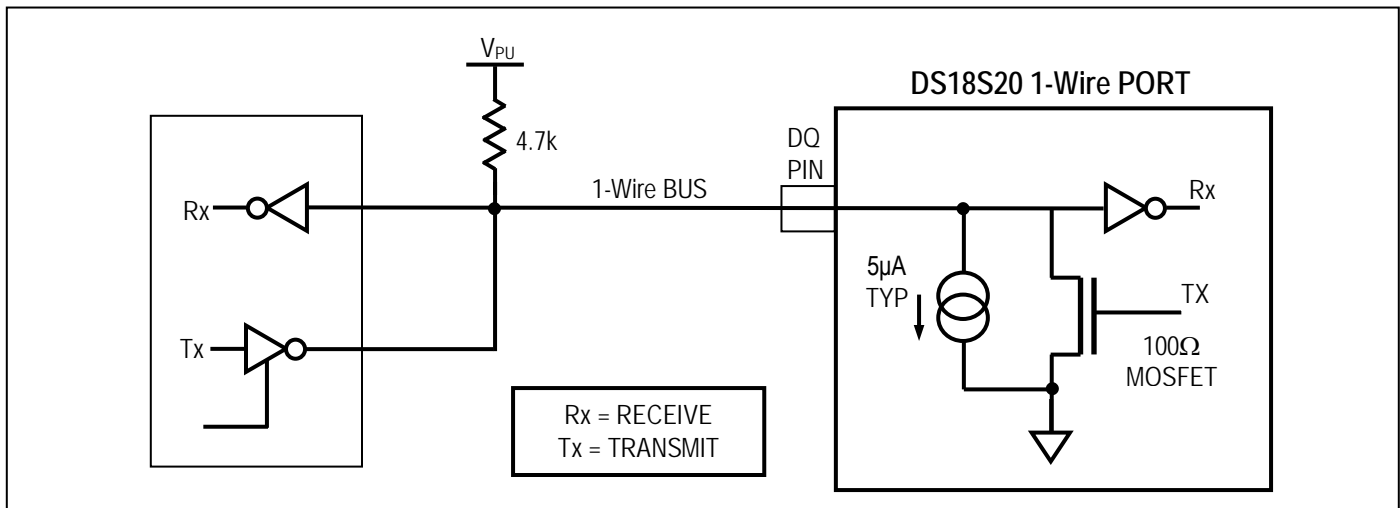 V_PU
DS18S20 1-Wire PORT
4.7k
DQ
PIN
1-Wire BUS
Rx
Rx
5µA
TYP
TX
Tx
100Ω
MOSFET
Rx = RECEIVE
Tx = TRANSMIT